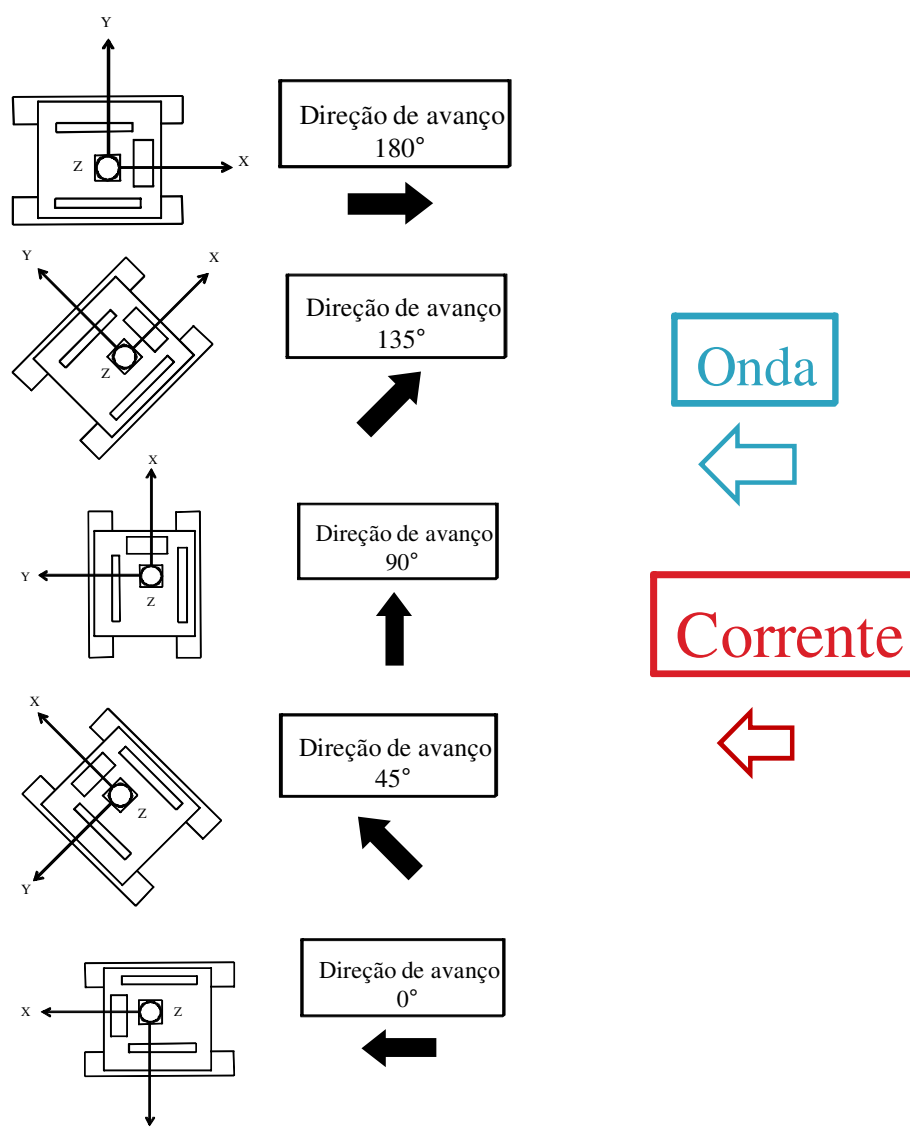 Y
Direção de avanço
180°
Z
X
Y
X
Direção de avanço
135°
Z
Onda
X
Direção de avanço
90°
Y
Z
Corrente
X
Direção de avanço
45°
Z
Y
Direção de avanço
0°
X
Z